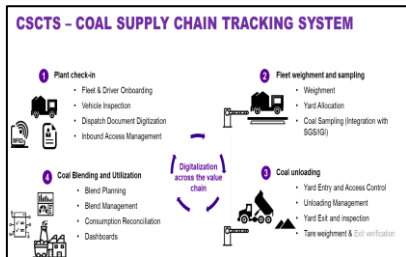 CSCTS – COAL SUPPLY CHAIN TRACKING SYSTEM
1 Plant check-in
• Fleet & Driver Onboarding
• Vehicle Inspection
• Dispatch Document Digitization
• Inbound Access Management
2 Fleet weighment and sampling
• Weighment
• Yard Allocation
• Coal Sampling (Integration with
SGS/IGI)
Digitalization
across the value
chain
4 Coal Blending and Utilization
• Blend Planning
• Blend Management
• Consumption Reconciliation
• Dashboards
3 Coal unloading
• Yard Entry and Access Control
• Unloading Management
• Yard Exit and inspection
• Tare weighment & Exit verification